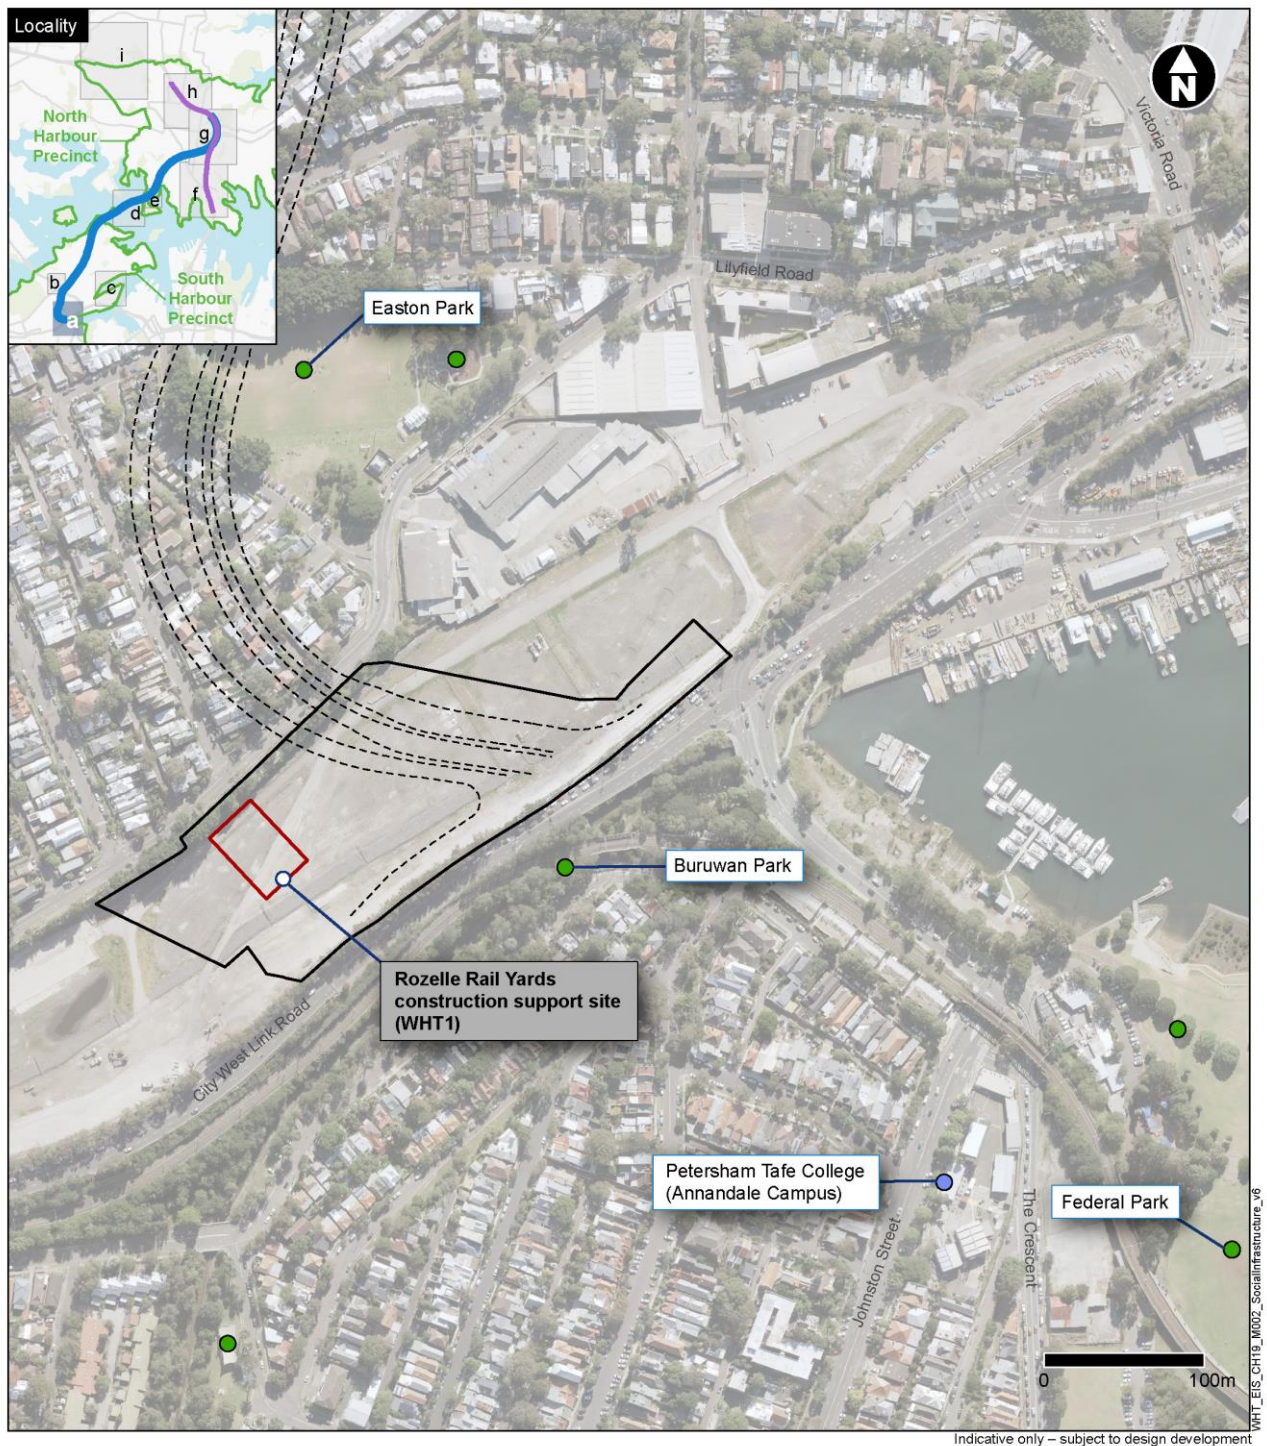 Locality
i
h
North
Harbour
Precinct
g
e
f
d
b
c
South
Harbour
Precinct
a
N
Victoria Road
Lilyfield Road
Easton Park
Buruwan Park
Rozelle Rail Yards
construction support site
(WHT1)
City West Link Road
Petersham Tafe College
(Annandale Campus)
Johnston Street
The Crescent
Federal Park
0 100m
WHT_EIS_CH19_M002_SocialInfrastructure_v6
Indicative only – subject to design development